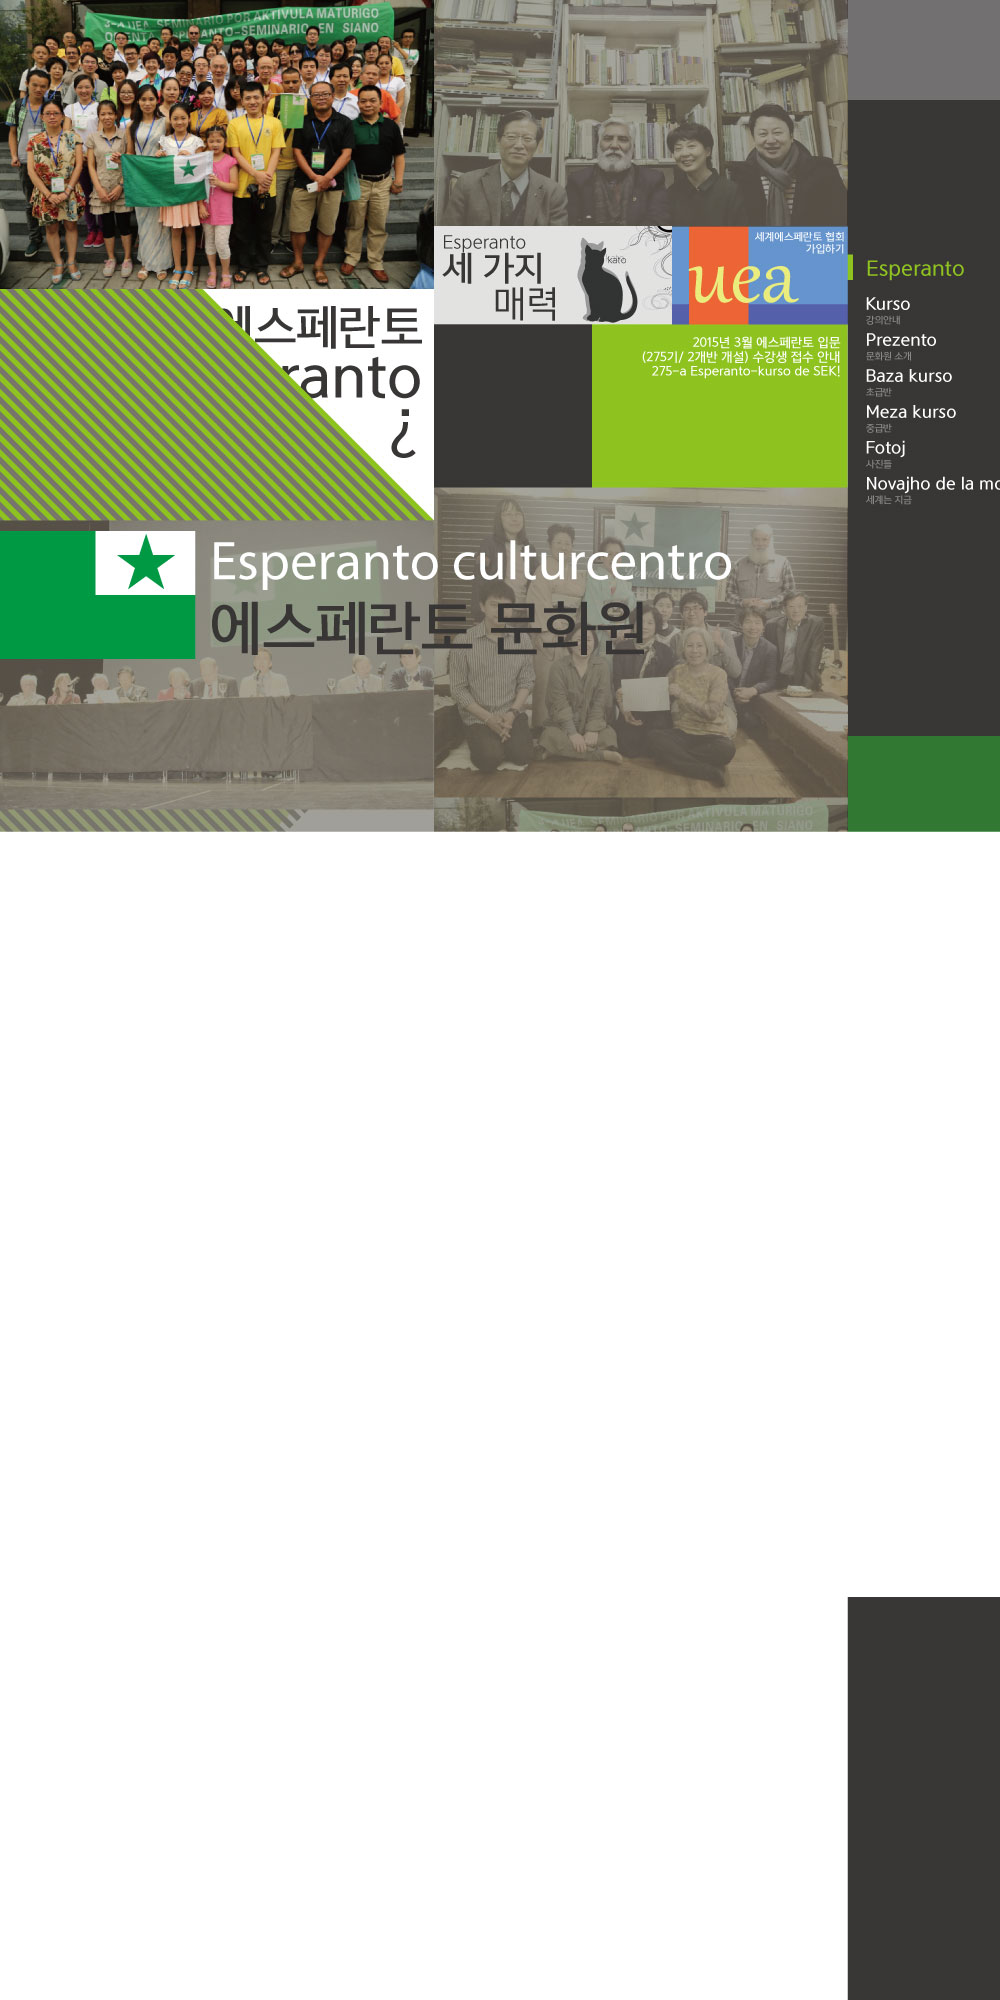 3-A UEA SEMINARIO POR AKTIVULA MATURIGO
ORIENTA ESPERANTO-SEMINARIO EN SIANO
에스페란토
ranto
¿
Esperanto
세 가지
매력
kato
세계에스페란토 협회
가입하기
uea
2015년 3월 에스페란토 입문
(275기/ 2개반 개설) 수강생 접수 안내
275-a Esperanto-kurso de SEK!
Esperanto culturcentro
에스페란토 문화원
Esperanto
Kurso
강의안내
Prezento
문화원 소개
Baza kurso
초급반
Meza kurso
중급반
Fotoj
사진들
Novajho de la mo
세계는 지금